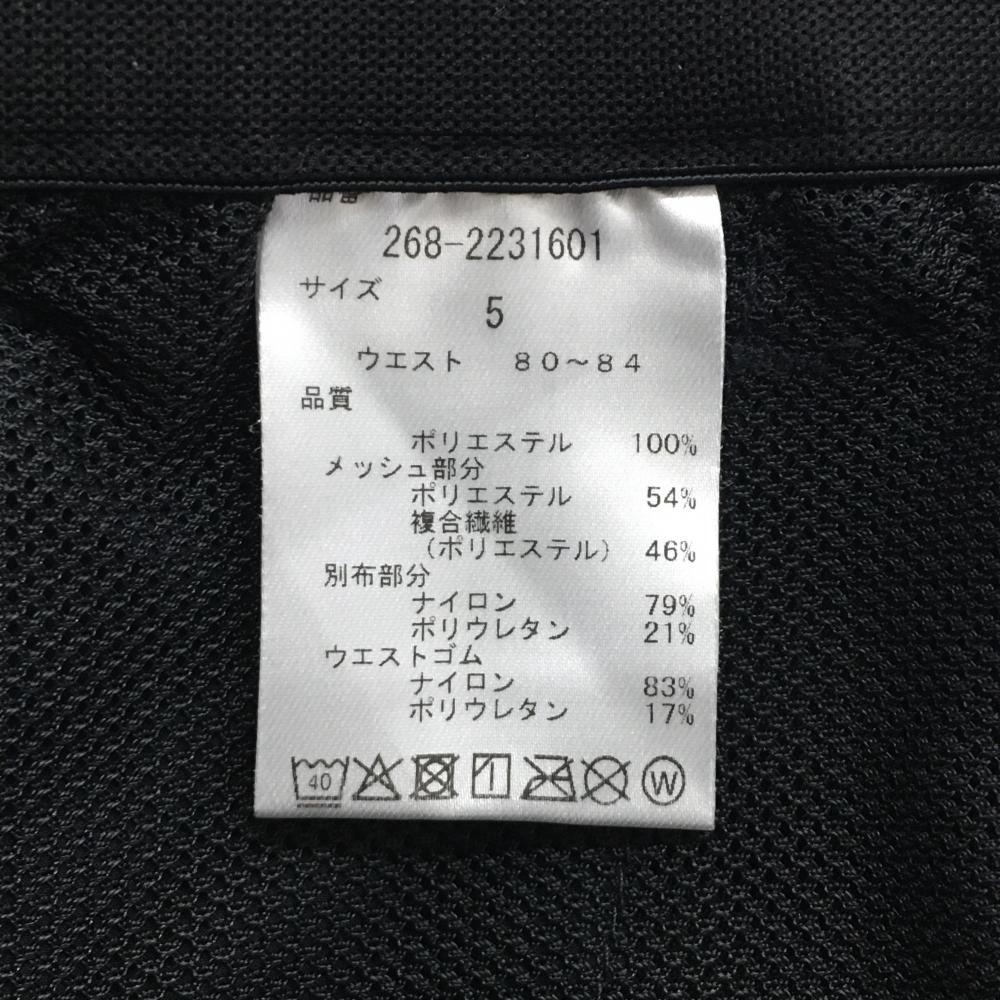 品番
268-2231601
サイズ
5
ウエスト 80〜84
品質
ポリエステル 100%
メッシュ部分
ポリエステル 54%
複合繊維
(ポリエステル) 46%
別布部分
ナイロン 79%
ポリウレタン 21%
ウエストゴム
ナイロン 83%
ポリウレタン 17%
40 W